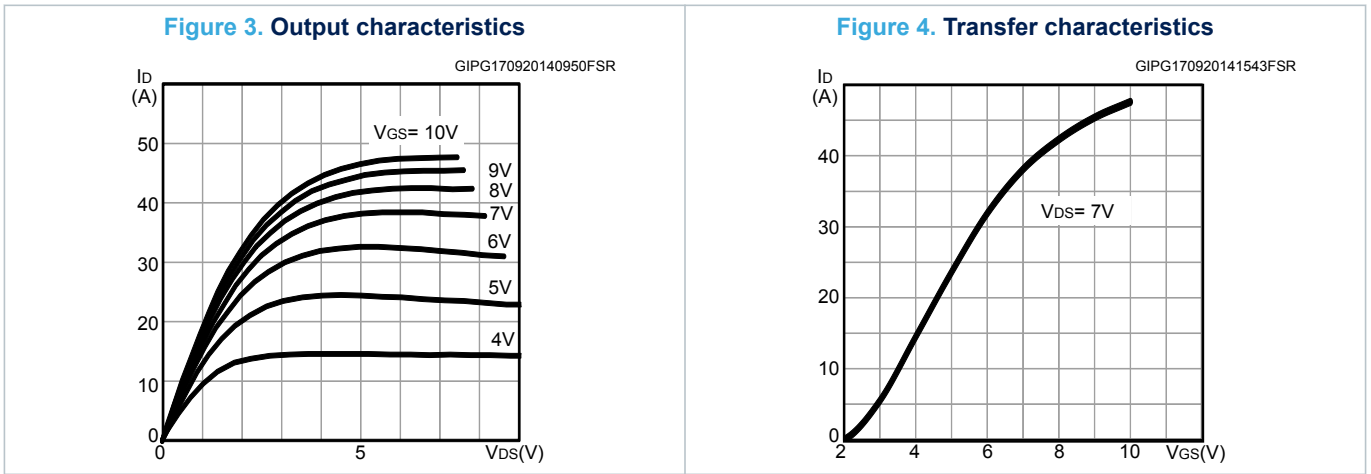 Figure 3. Output characteristics
GIPG170920140950FSR
ID
(A)
VGS= 10V
50
9V
8V
40
7V
6V
30
5V
20
4V
10
0
0 5 VDS(V)
Figure 4. Transfer characteristics
GIPG170920141543FSR
ID
(A)
40
VDS= 7V
30
20
10
0
2 4 6 8 10 VGS(V)